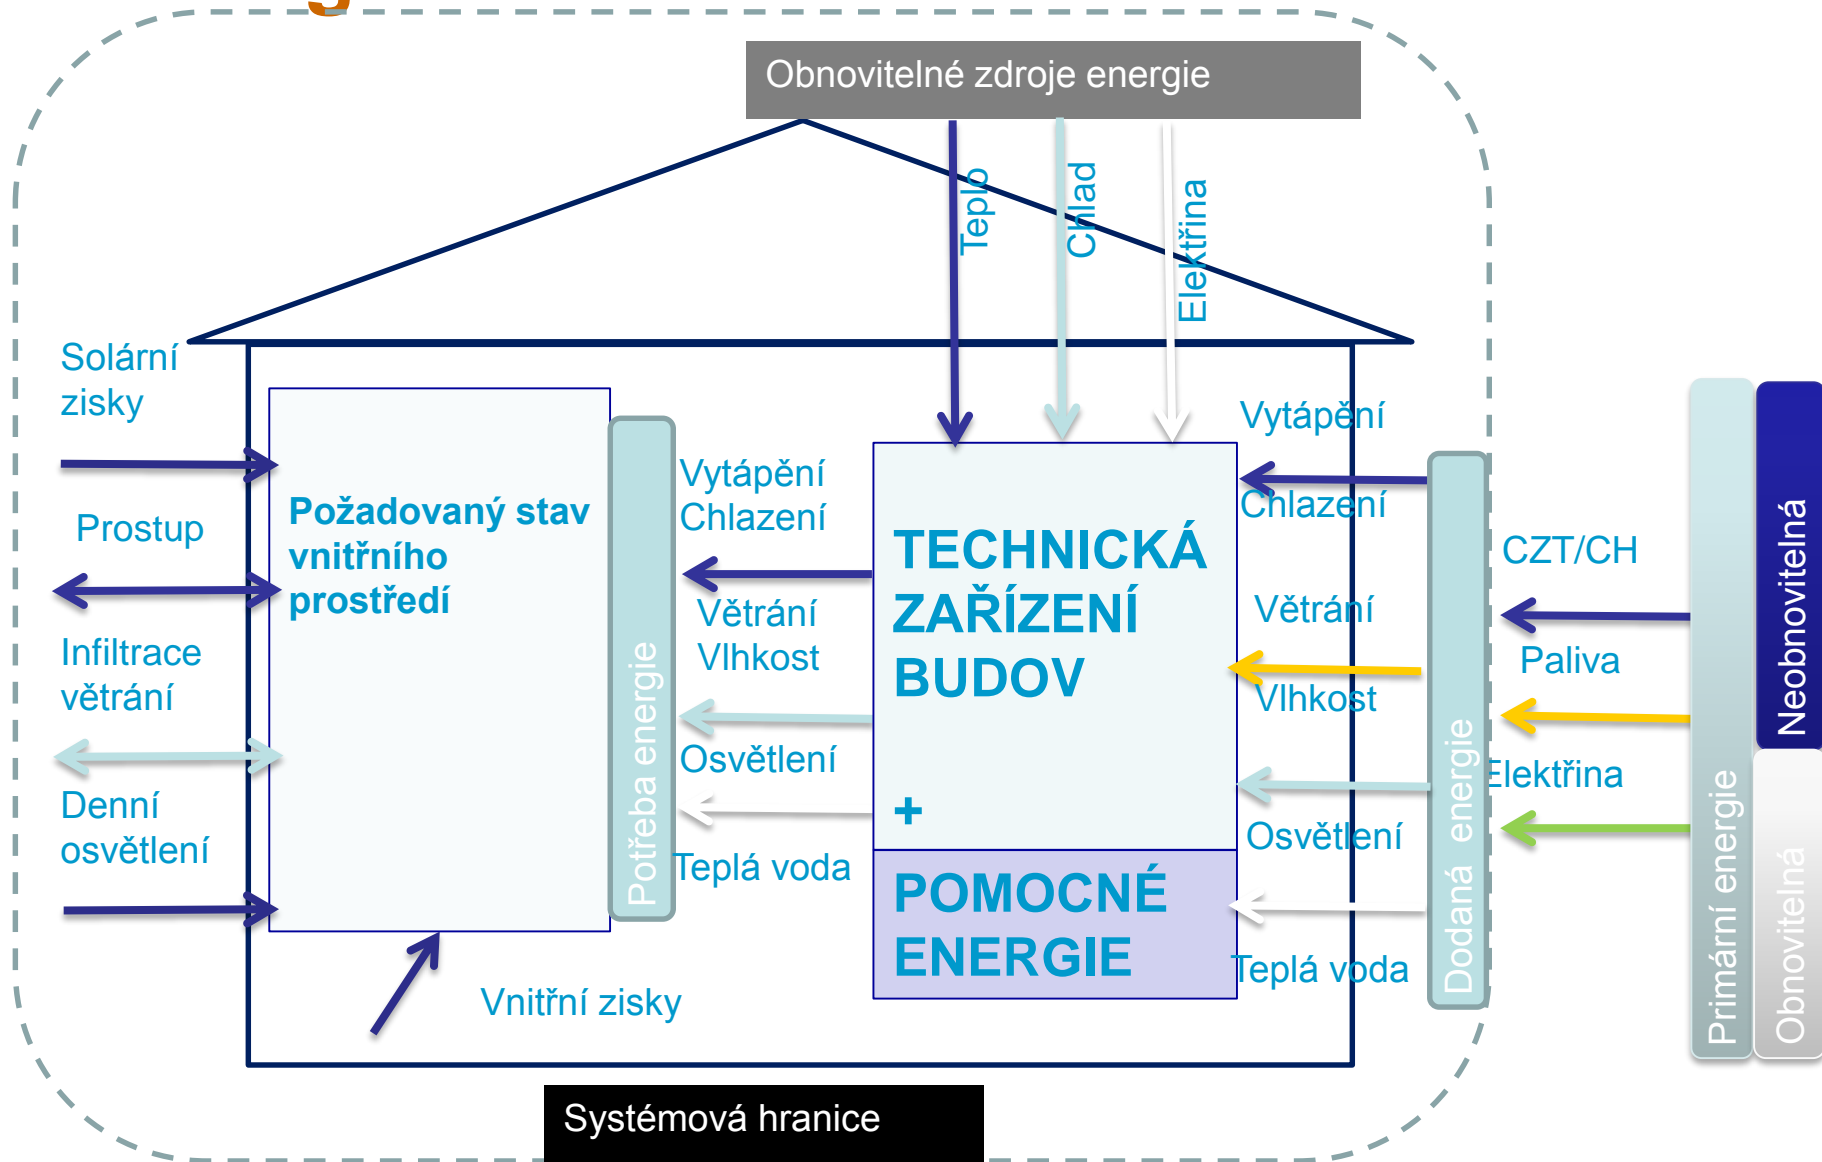 Obnovitelné zdroje energie
Teplo
Chlad
Elektřina
Solární
zisky
Prostup
Infiltrace
větrání
Denní
osvětlení
Požadovaný stav
vnitřního
prostředí
Vnitřní zisky
Potřeba energie
Vytápění
Chlazení
Větrání
Vlhkost
Osvětlení
Teplá voda
TECHNICKÁ
ZAŘÍZENÍ
BUDOV
+
POMOCNÉ
ENERGIE
Vytápění
Chlazení
Větrání
Vlhkost
Osvětlení
Teplá voda
Dodaná energie
CZT/CH
Paliva
Elektřina
Primární energie
Neobnovitelná
Obnovitelná
Systémová hranice